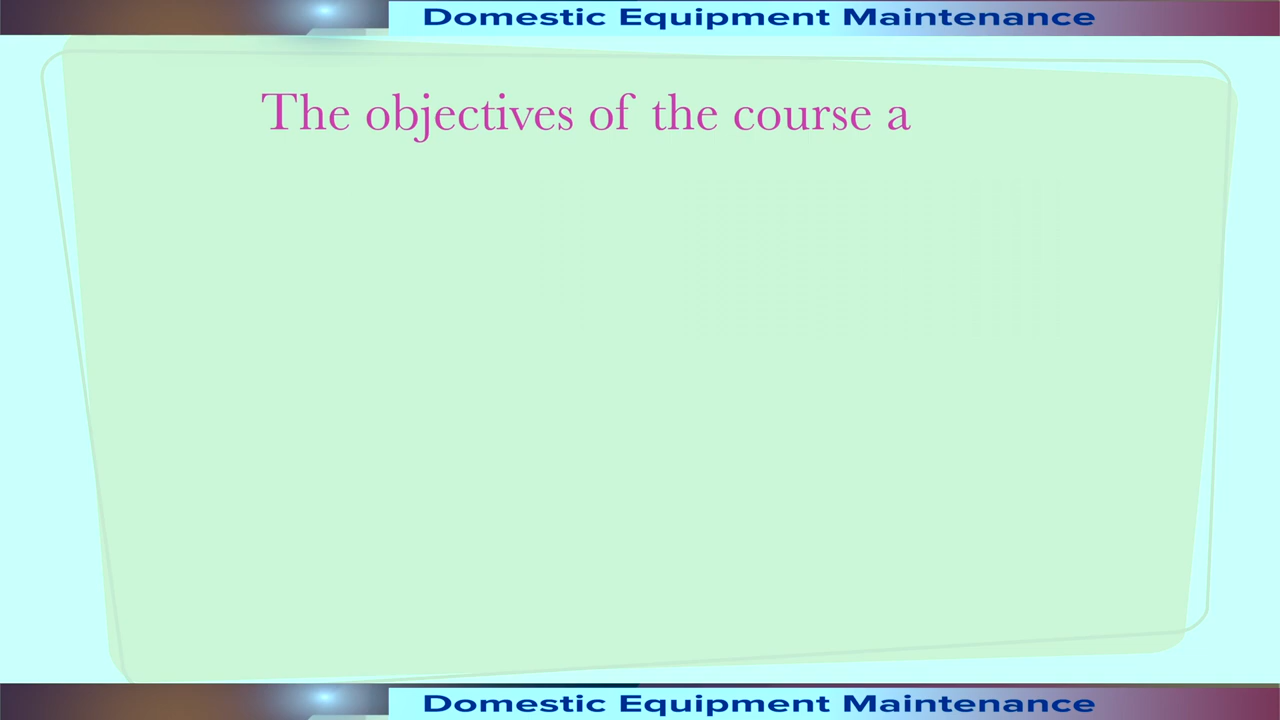 Domestic Equipment Maintenance
The objectives of the course a
Domestic Equipment Maintenance